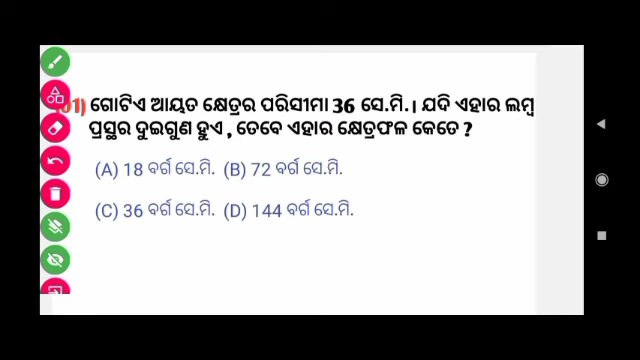 01) ଗୋଟିଏ ଆୟତ କ୍ଷେତ୍ରର ପରିସୀମା 36 ସେ.ମି. । ଯଦି ଏହାର ଲମ୍ବ
ପ୍ରସ୍ଥର ଦୁଇଗୁଣ ହୁଏ , ତେବେ ଏହାର କ୍ଷେତ୍ରଫଳ କେତେ ?
(A) 18 ବର୍ଗ ସେ.ମି. (B) 72 ବର୍ଗ ସେ.ମି.
(C) 36 ବର୍ଗ ସେ.ମି. (D) 144 ବର୍ଗ ସେ.ମି.